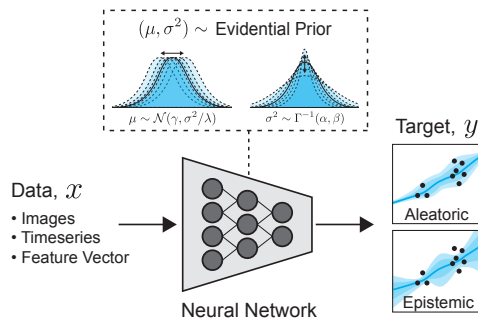 (μ, σ²) ∼ Evidential Prior
μ ∼ 𝒩(γ, σ²/λ)
σ² ∼ Γ⁻¹(α, β)
Target, y
Data, x
• Images
• Timeseries
• Feature Vector
Aleatoric
Epistemic
Neural Network